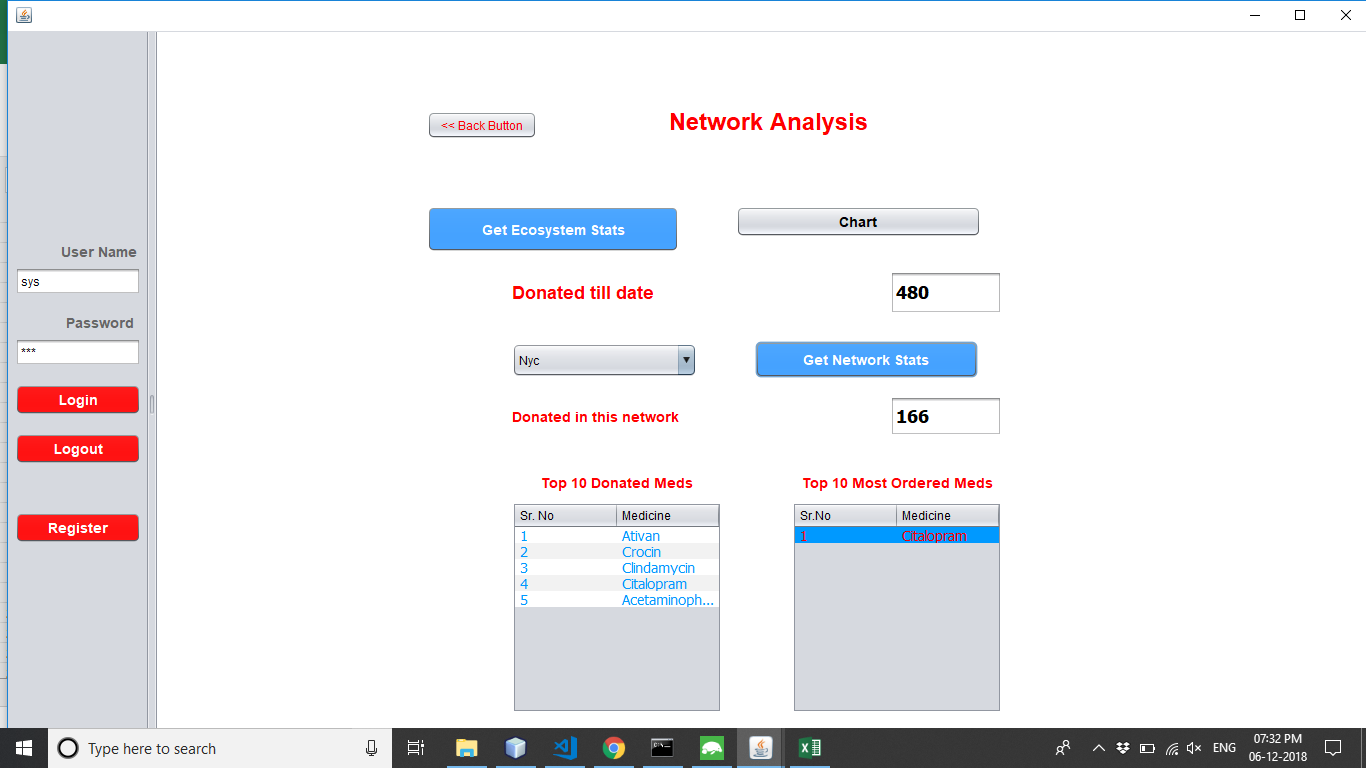 << Back Button
Network Analysis
Get Ecosystem Stats
Chart
User Name
sys
Donated till date
480
Password
***
Nyc
Get Network Stats
Login
Donated in this network
166
Logout
Top 10 Donated Meds
Top 10 Most Ordered Meds
Sr. No Medicine
1 Ativan
2 Crocin
3 Clindamycin
4 Citalopram
5 Acetaminoph...
Sr.No Medicine
1 Citalopram
Register
Type here to search
ENG
07:32 PM
06-12-2018